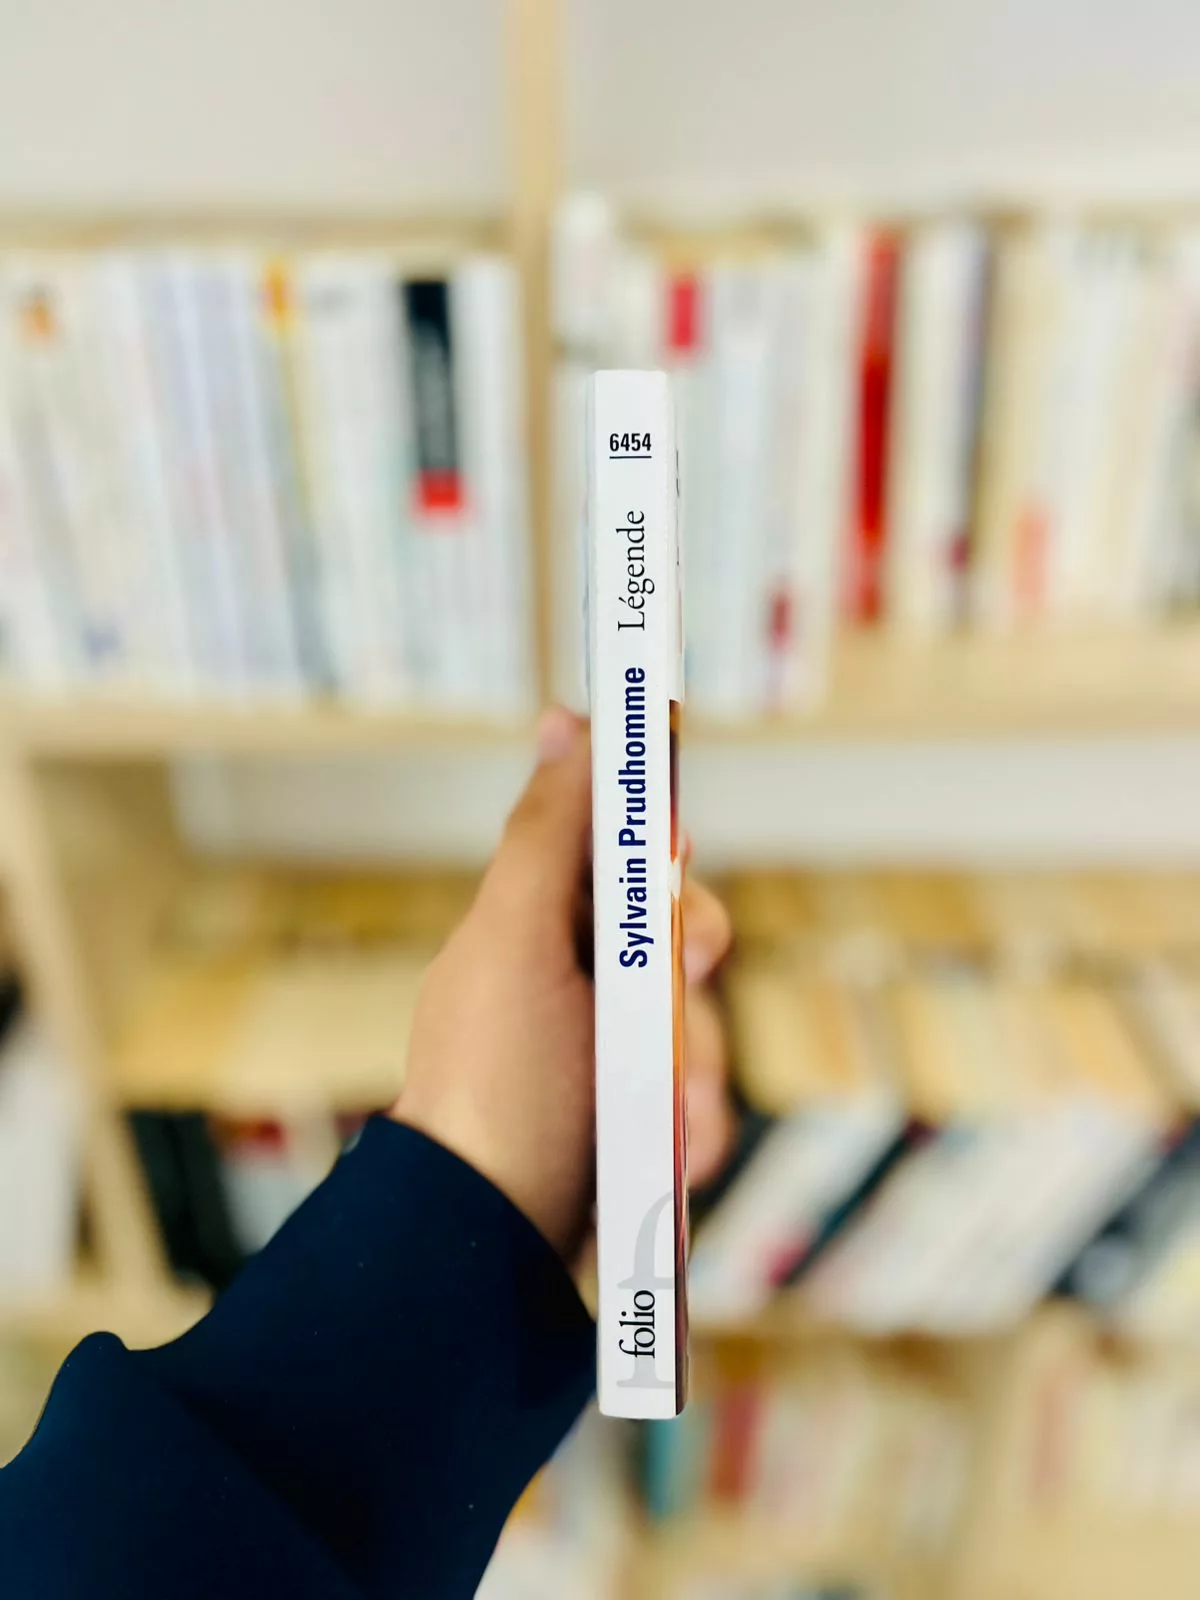 6454
Légende
Sylvain Prudhomme
folio